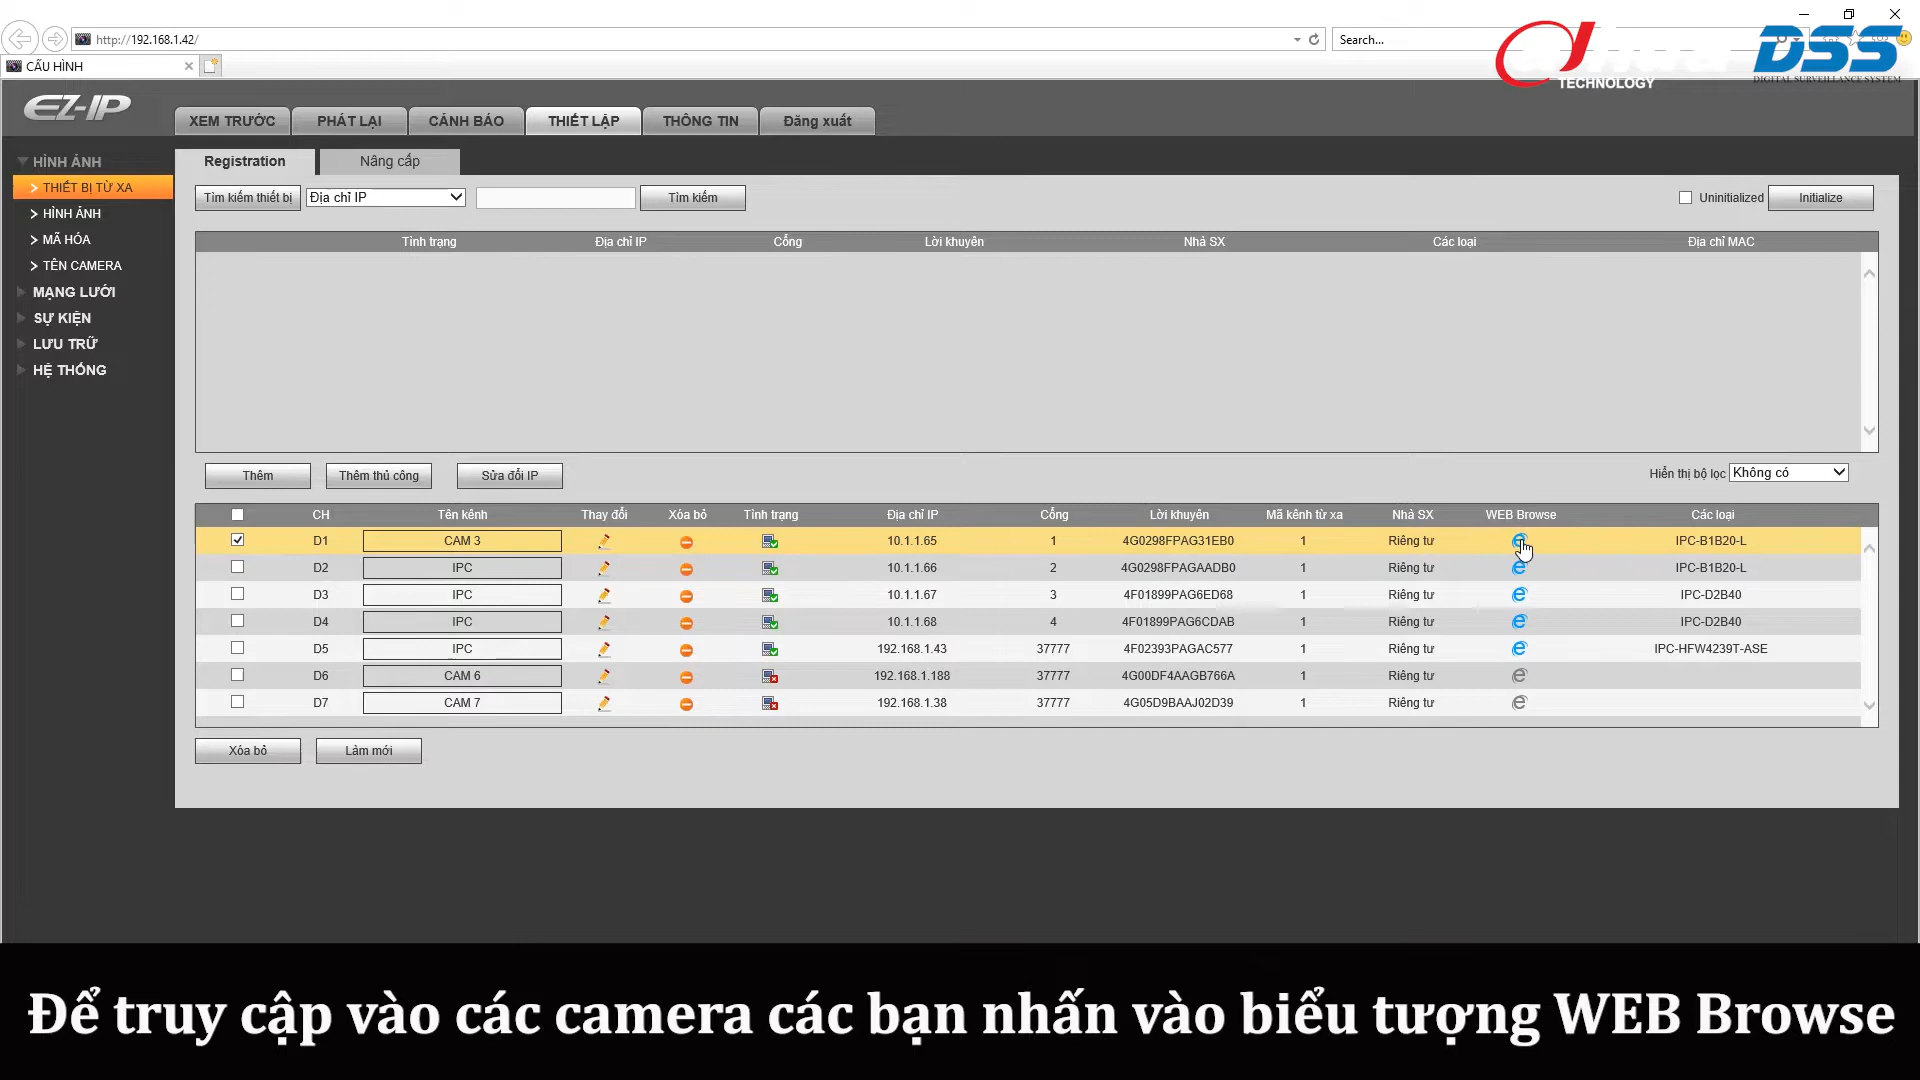 http://192.168.1.42/
Search...
CẤU HÌNH
TECHNOLOGY
DSS
DIGITAL SURVEILLANCE SYSTEM
EZ-IP
XEM TRƯỚC PHÁT LẠI CẢNH BÁO THIẾT LẬP THÔNG TIN Đăng xuất
HÌNH ẢNH
THIẾT BỊ TỪ XA
HÌNH ẢNH
MÃ HÓA
TÊN CAMERA
MẠNG LƯỚI
SỰ KIỆN
LƯU TRỮ
HỆ THỐNG
Registration Nâng cấp
Tìm kiếm thiết bị Địa chỉ IP Tìm kiếm Uninitialized Initialize
Tình trạng Địa chỉ IP Cổng Lời khuyên Nhà SX Các loại Địa chỉ MAC
Thêm Thêm thủ công Sửa đổi IP Hiển thị bộ lọc Không có
CH Tên kênh Thay đổi Xóa bỏ Tình trạng Địa chỉ IP Cổng Lời khuyên Mã kênh từ xa Nhà SX WEB Browse Các loại
D1 CAM 3 10.1.1.65 1 4G0298FPAG31EB0 1 Riêng tư IPC-B1B20-L
D2 IPC 10.1.1.66 2 4G0298FPAGAADB0 1 Riêng tư IPC-B1B20-L
D3 IPC 10.1.1.67 3 4F01899PAG6ED68 1 Riêng tư IPC-D2B40
D4 IPC 10.1.1.68 4 4F01899PAG6CDAB 1 Riêng tư IPC-D2B40
D5 IPC 192.168.1.43 37777 4F02393PAGAC577 1 Riêng tư IPC-HFW4239T-ASE
D6 CAM 6 192.168.1.188 37777 4G00DF4AAGB766A 1 Riêng tư
D7 CAM 7 192.168.1.38 37777 4G05D9BAAJ02D39 1 Riêng tư
Xóa bỏ Làm mới
Để truy cập vào các camera các bạn nhấn vào biểu tượng WEB Browse